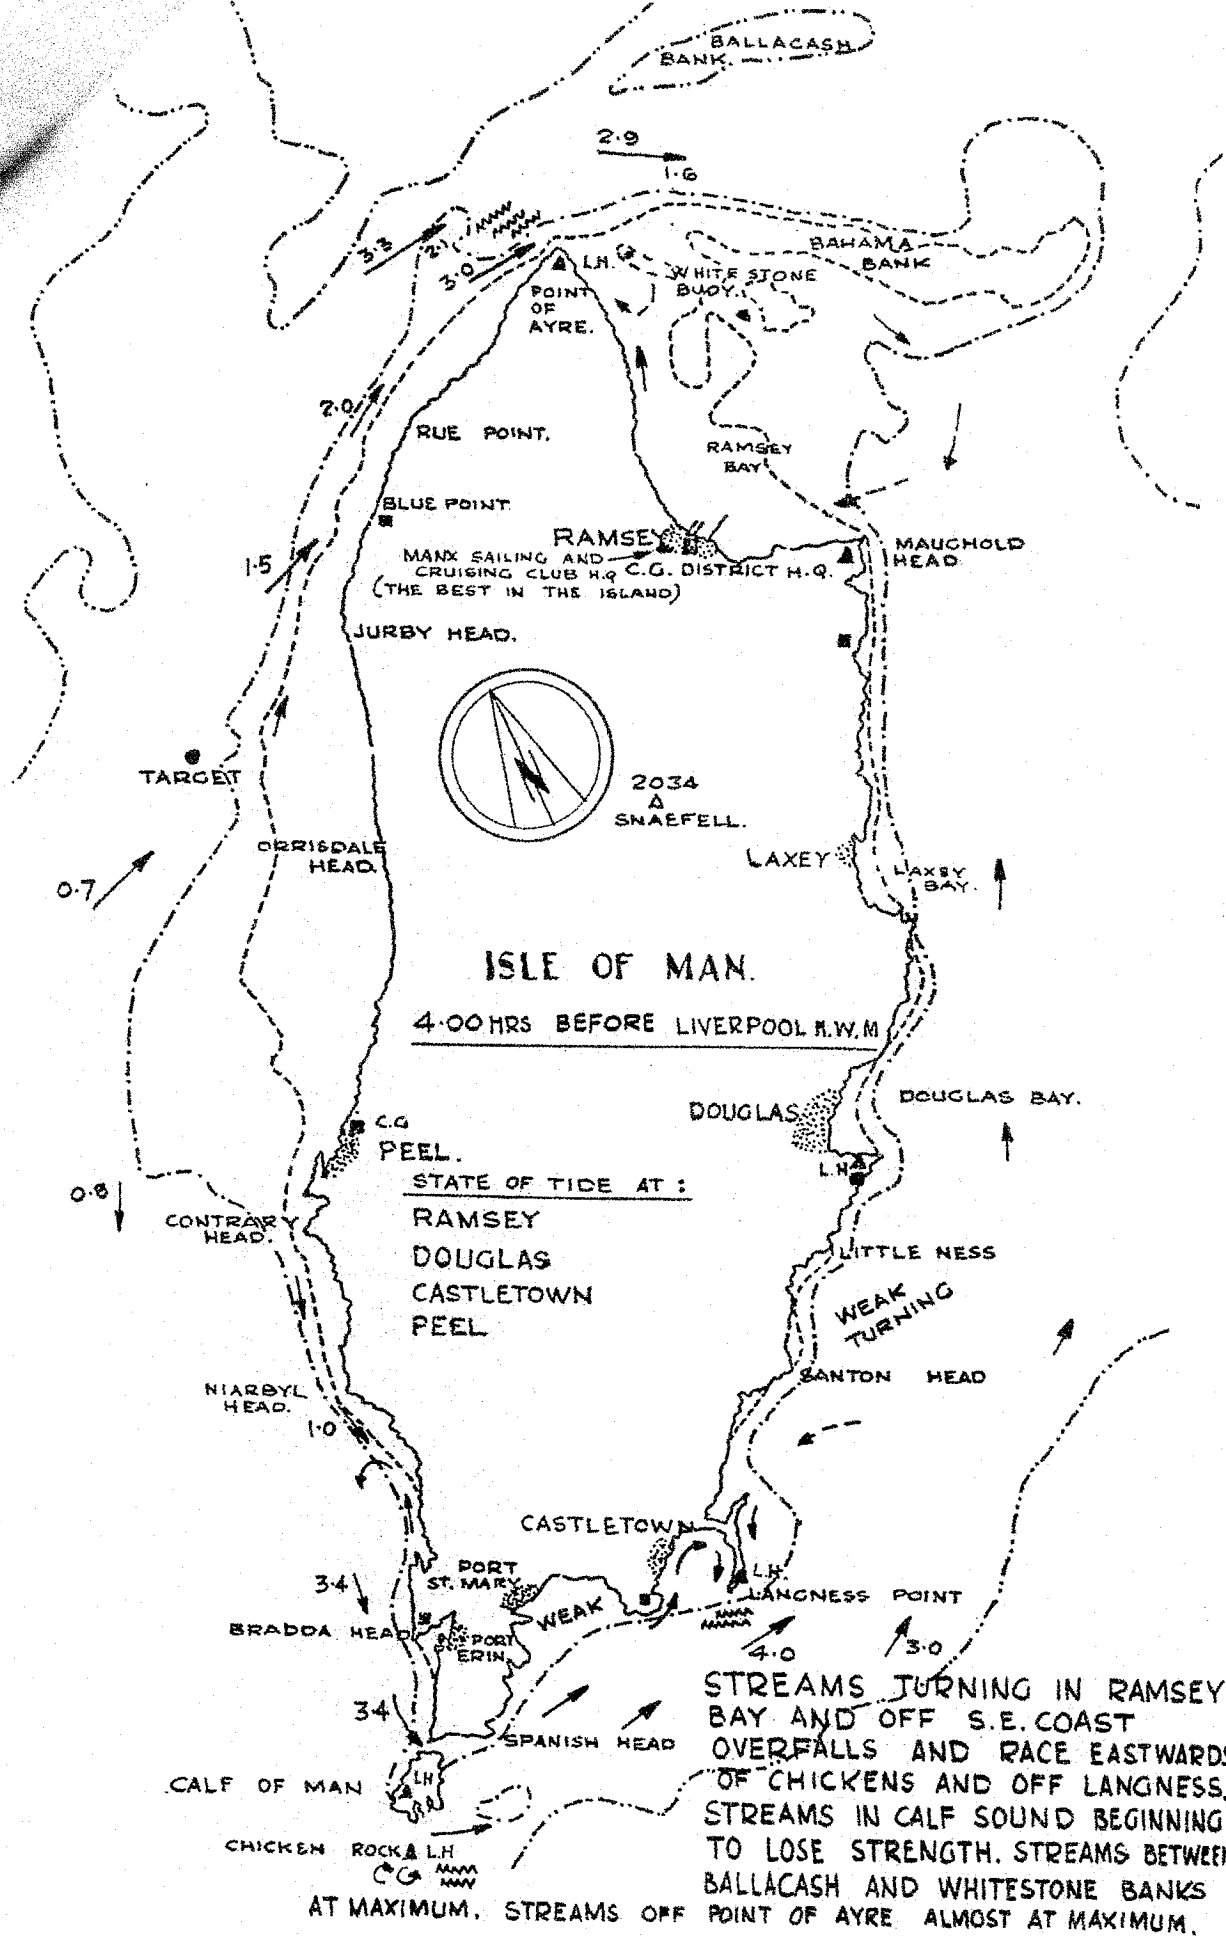 BALLACASH
BANK.
2.9
1.6
3.3
2.1
3.0
L.H.
BAHAMA
BANK
WHITESTONE
BUOY.
POINT
OF
AYRE.
2.0
RUE POINT.
RAMSEY
BAY
BLUE POINT
RAMSEY
MAUGHOLD
HEAD
MANX SAILING AND
CRUISING CLUB H.Q
C.G. DISTRICT H.Q.
(THE BEST IN THE ISLAND)
1.5
JURBY HEAD.
TARGET
2034
SNAEFELL.
ORRISDALE
HEAD.
LAXEY
LAXEY
BAY.
0.7
ISLE OF MAN.
4.00 HRS BEFORE LIVERPOOL H.W.M
DOUGLAS
DOUGLAS BAY.
C.G
PEEL.
L.H
0.8
STATE OF TIDE AT :
RAMSEY
DOUGLAS
CASTLETOWN
PEEL
CONTRARY
HEAD.
LITTLE NESS
WEAK
TURNING
SANTON HEAD
NIARBYL
HEAD.
1.0
CASTLETOWN
PORT
ST. MARY
3.4
WEAK
L.H.
LANGNESS POINT
BRADDA HEAD
PORT
ERIN
4.0
3.0
3.4
SPANISH HEAD
CALF OF MAN
LH
CHICKEN ROCK L.H
STREAMS TURNING IN RAMSEY
BAY AND OFF S.E. COAST
OVERFALLS AND RACE EASTWARDS
OF CHICKENS AND OFF LANGNESS.
STREAMS IN CALF SOUND BEGINNING
TO LOSE STRENGTH. STREAMS BETWEEN
BALLACASH AND WHITESTONE BANKS
AT MAXIMUM. STREAMS OFF POINT OF AYRE ALMOST AT MAXIMUM.